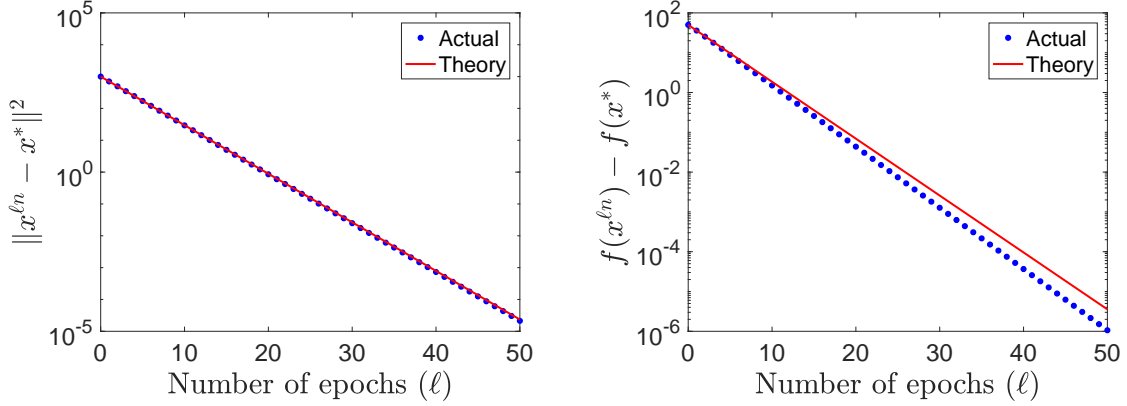 10^5
10^0
10^{-5}
‖x^{ℓn} − x^*‖^2
Actual
Theory
0 10 20 30 40 50
Number of epochs (ℓ)
10^2
10^0
10^{-2}
10^{-4}
10^{-6}
f(x^{ℓn}) − f(x^*)
Actual
Theory
0 10 20 30 40 50
Number of epochs (ℓ)